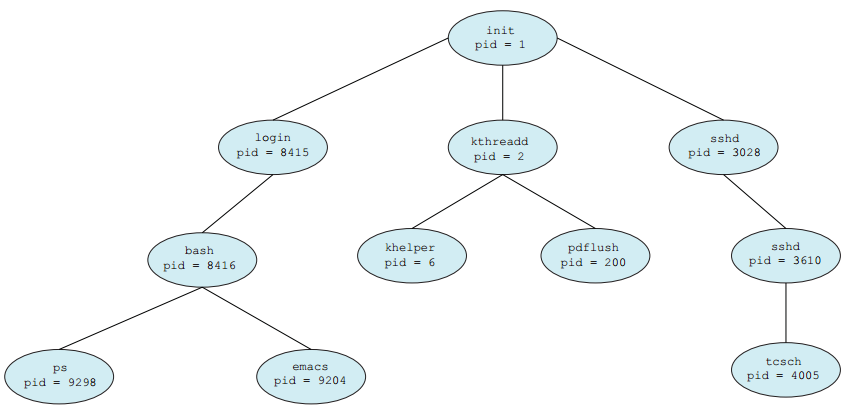 init
pid = 1
login
pid = 8415
kthreadd
pid = 2
sshd
pid = 3028
bash
pid = 8416
khelper
pid = 6
pdflush
pid = 200
sshd
pid = 3610
ps
pid = 9298
emacs
pid = 9204
tcsch
pid = 4005